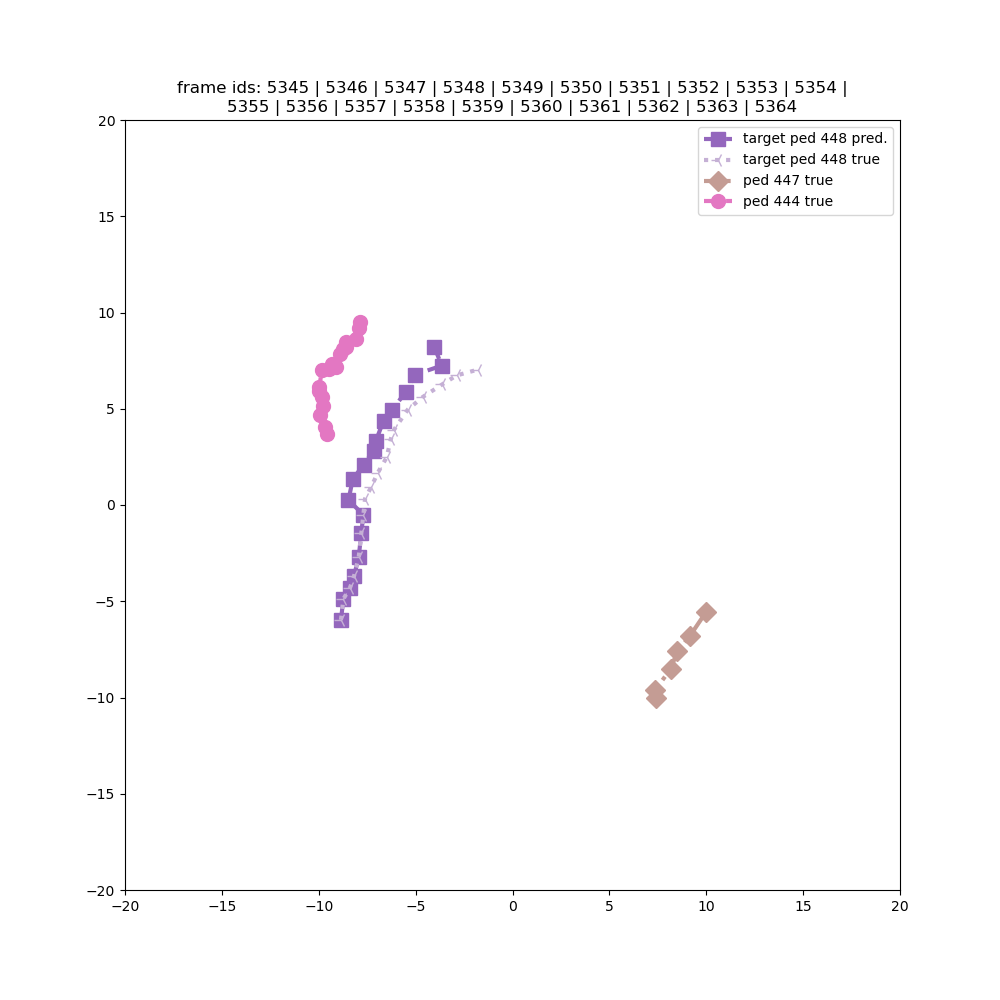 frame ids: 5345 | 5346 | 5347 | 5348 | 5349 | 5350 | 5351 | 5352 | 5353 | 5354 |
5355 | 5356 | 5357 | 5358 | 5359 | 5360 | 5361 | 5362 | 5363 | 5364
target ped 448 pred.
target ped 448 true
ped 447 true
ped 444 true
20
15
10
5
0
−5
−10
−15
−20
−20 −15 −10 −5 0 5 10 15 20